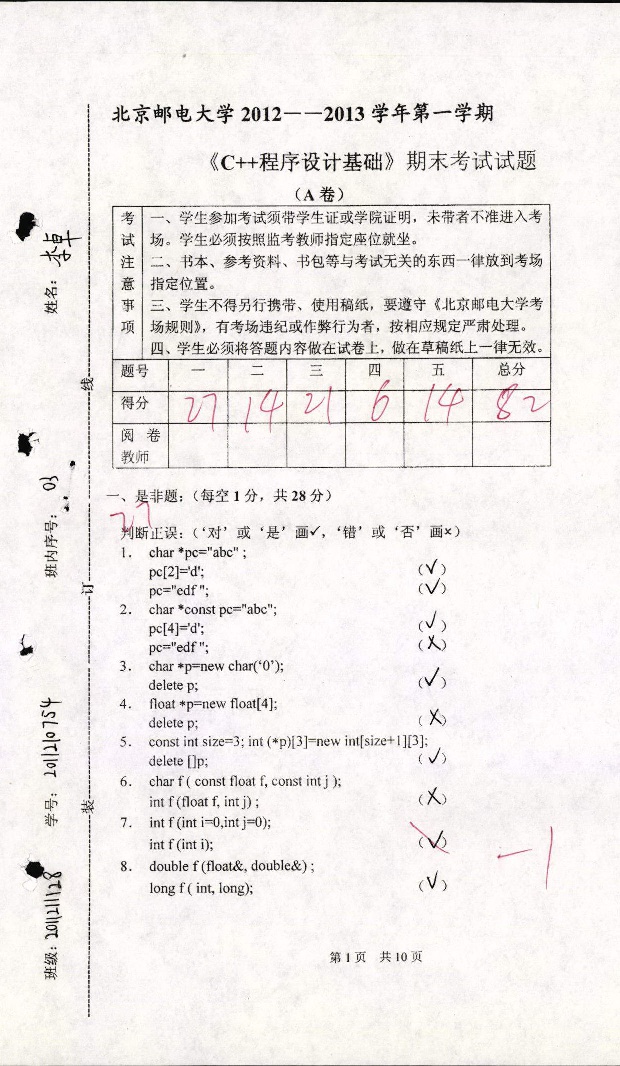 北京邮电大学 2012——2013 学年第一学期
《C++程序设计基础》期末考试试题
(A 卷)
考试注意事项
一、学生参加考试须带学生证或学院证明，未带者不准进入考
场。学生必须按照监考教师指定座位就坐。
二、书本、参考资料、书包等与考试无关的东西一律放到考场
指定位置。
三、学生不得另行携带、使用稿纸，要遵守《北京邮电大学考
场规则》，有考场违纪或作弊行为者，按相应规定严肃处理。
四、学生必须将答题内容做在试卷上，做在草稿纸上一律无效。
题号 一 二 三 四 五 总分
得分 27 14 21 6 14 82
阅 卷
教师
一、是非题：（每空 1 分，共 28 分）
27
判断正误：（‘对’或‘是’画✓，‘错’或‘否’画×）
1. char *pc="abc" ;
pc[2]='d'; (✓)
pc="edf "; (✓)
2. char *const pc="abc";
pc[4]='d'; (✓)
pc="edf "; (×)
3. char *p=new char(‘0’);
delete p; (✓)
4. float *p=new float[4];
delete p; (×)
5. const int size=3; int (*p)[3]=new int[size+1][3];
delete []p; (✓)
6. char f ( const float f, const int j );
int f (float f, int j) ; (×)
7. int f (int i=0,int j=0);
int f (int i); (✓) -1
8. double f (float&, double&) ;
long f ( int, long); (✓)
第 1 页 共 10 页
班级：2011211128 学号：2011210754 班内序号：03 姓名：李卓
装 订 线